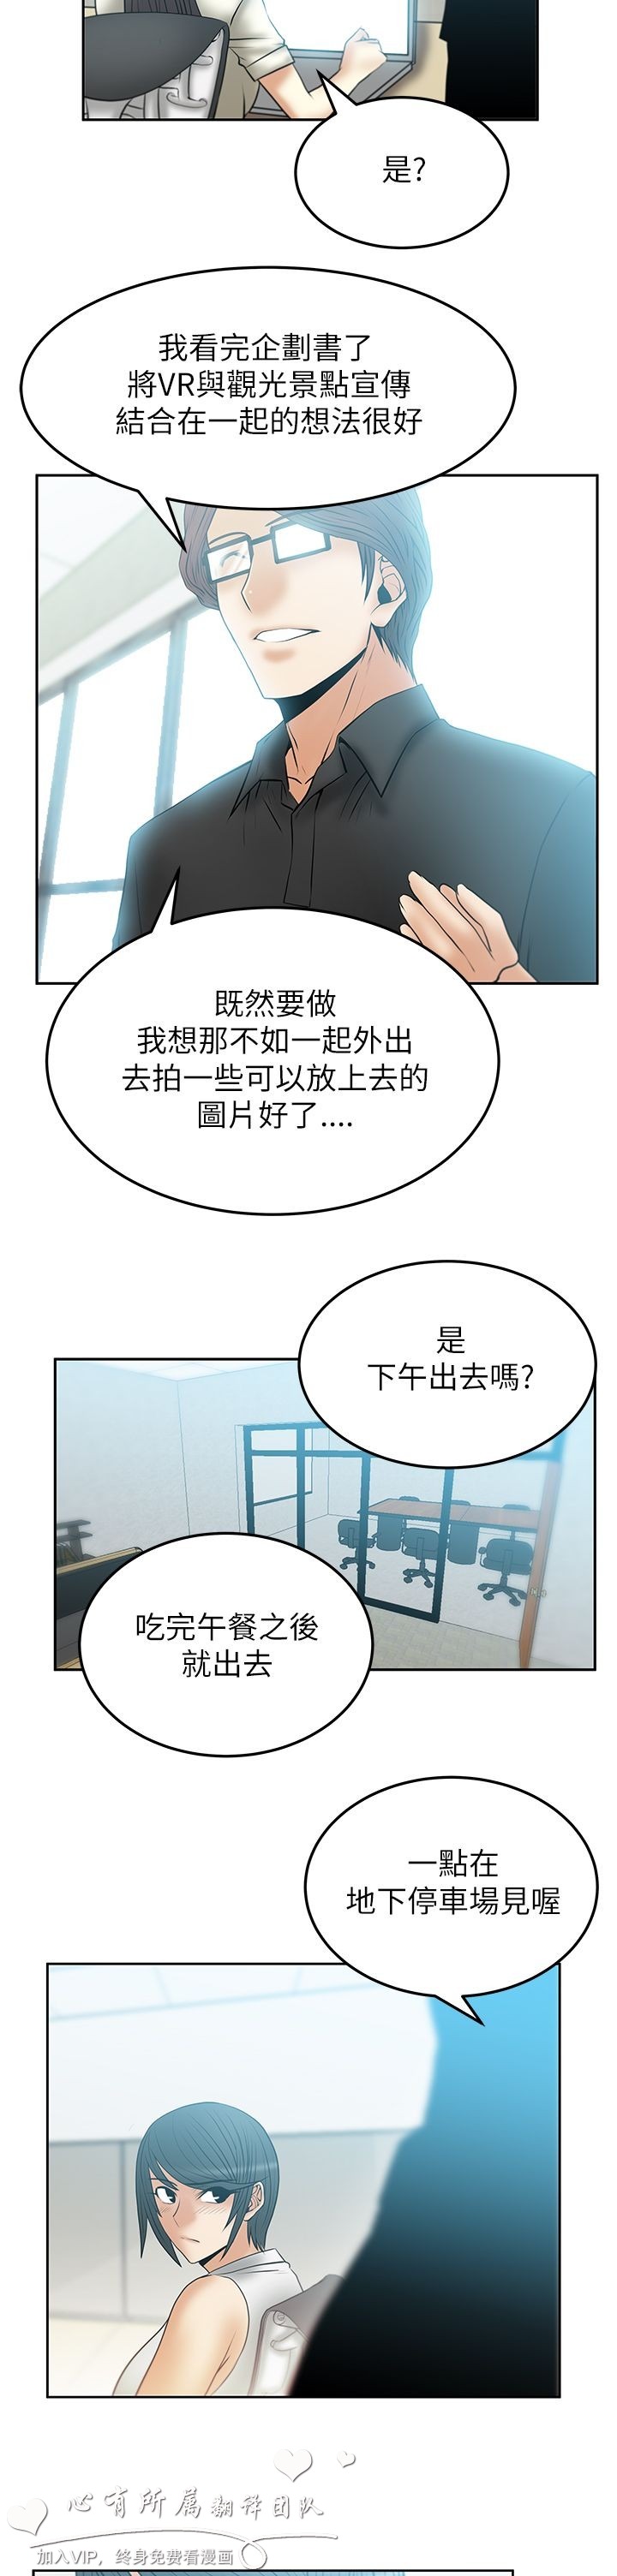 是?
我看完企劃書了
將VR與觀光景點宣傳
結合在一起的想法很好
既然要做
我想那不如一起外出
去拍一些可以放上去的
圖片好了....
是
下午出去嗎?
吃完午餐之後
就出去
一點在
地下停車場見喔
心有所属翻译团队
加入VIP，终身免费看漫画